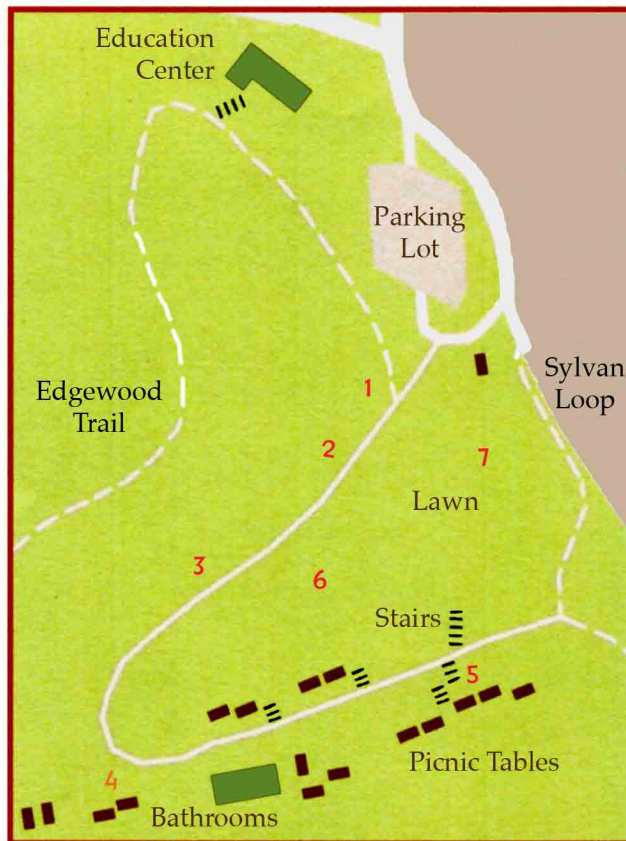 Education
Center
Parking
Lot
Sylvan
Loop
Edgewood
Trail
1
2
7
Lawn
3
6
Stairs
5
4
Picnic Tables
Bathrooms